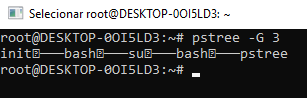 Selecionar root@DESKTOP-0OI5LD3: ~
root@DESKTOP-0OI5LD3:~# pstree -G 3
init⍰───bash⍰───su⍰───bash⍰───pstree
root@DESKTOP-0OI5LD3:~#